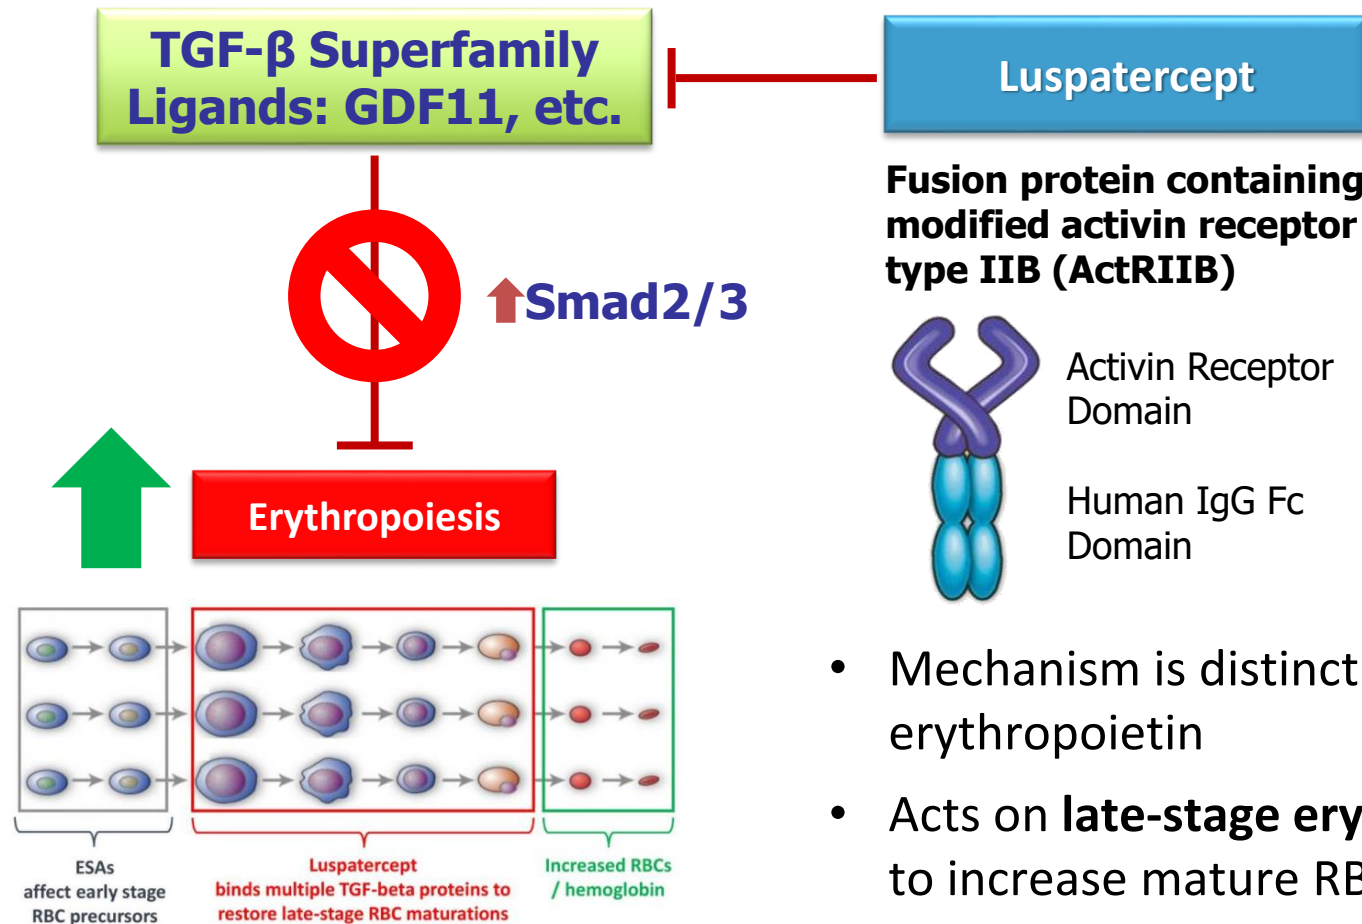 TGF-β Superfamily
Ligands: GDF11, etc.
Luspatercept
Fusion protein containing
modified activin receptor
type IIB (ActRIIB)
Smad2/3
Activin Receptor
Domain
Human IgG Fc
Domain
Erythropoiesis
• Mechanism is distinct
erythropoietin
• Acts on late-stage ery
to increase mature RB
ESAs
affect early stage
RBC precursors
Luspatercept
binds multiple TGF-beta proteins to
restore late-stage RBC maturations
Increased RBCs
/ hemoglobin